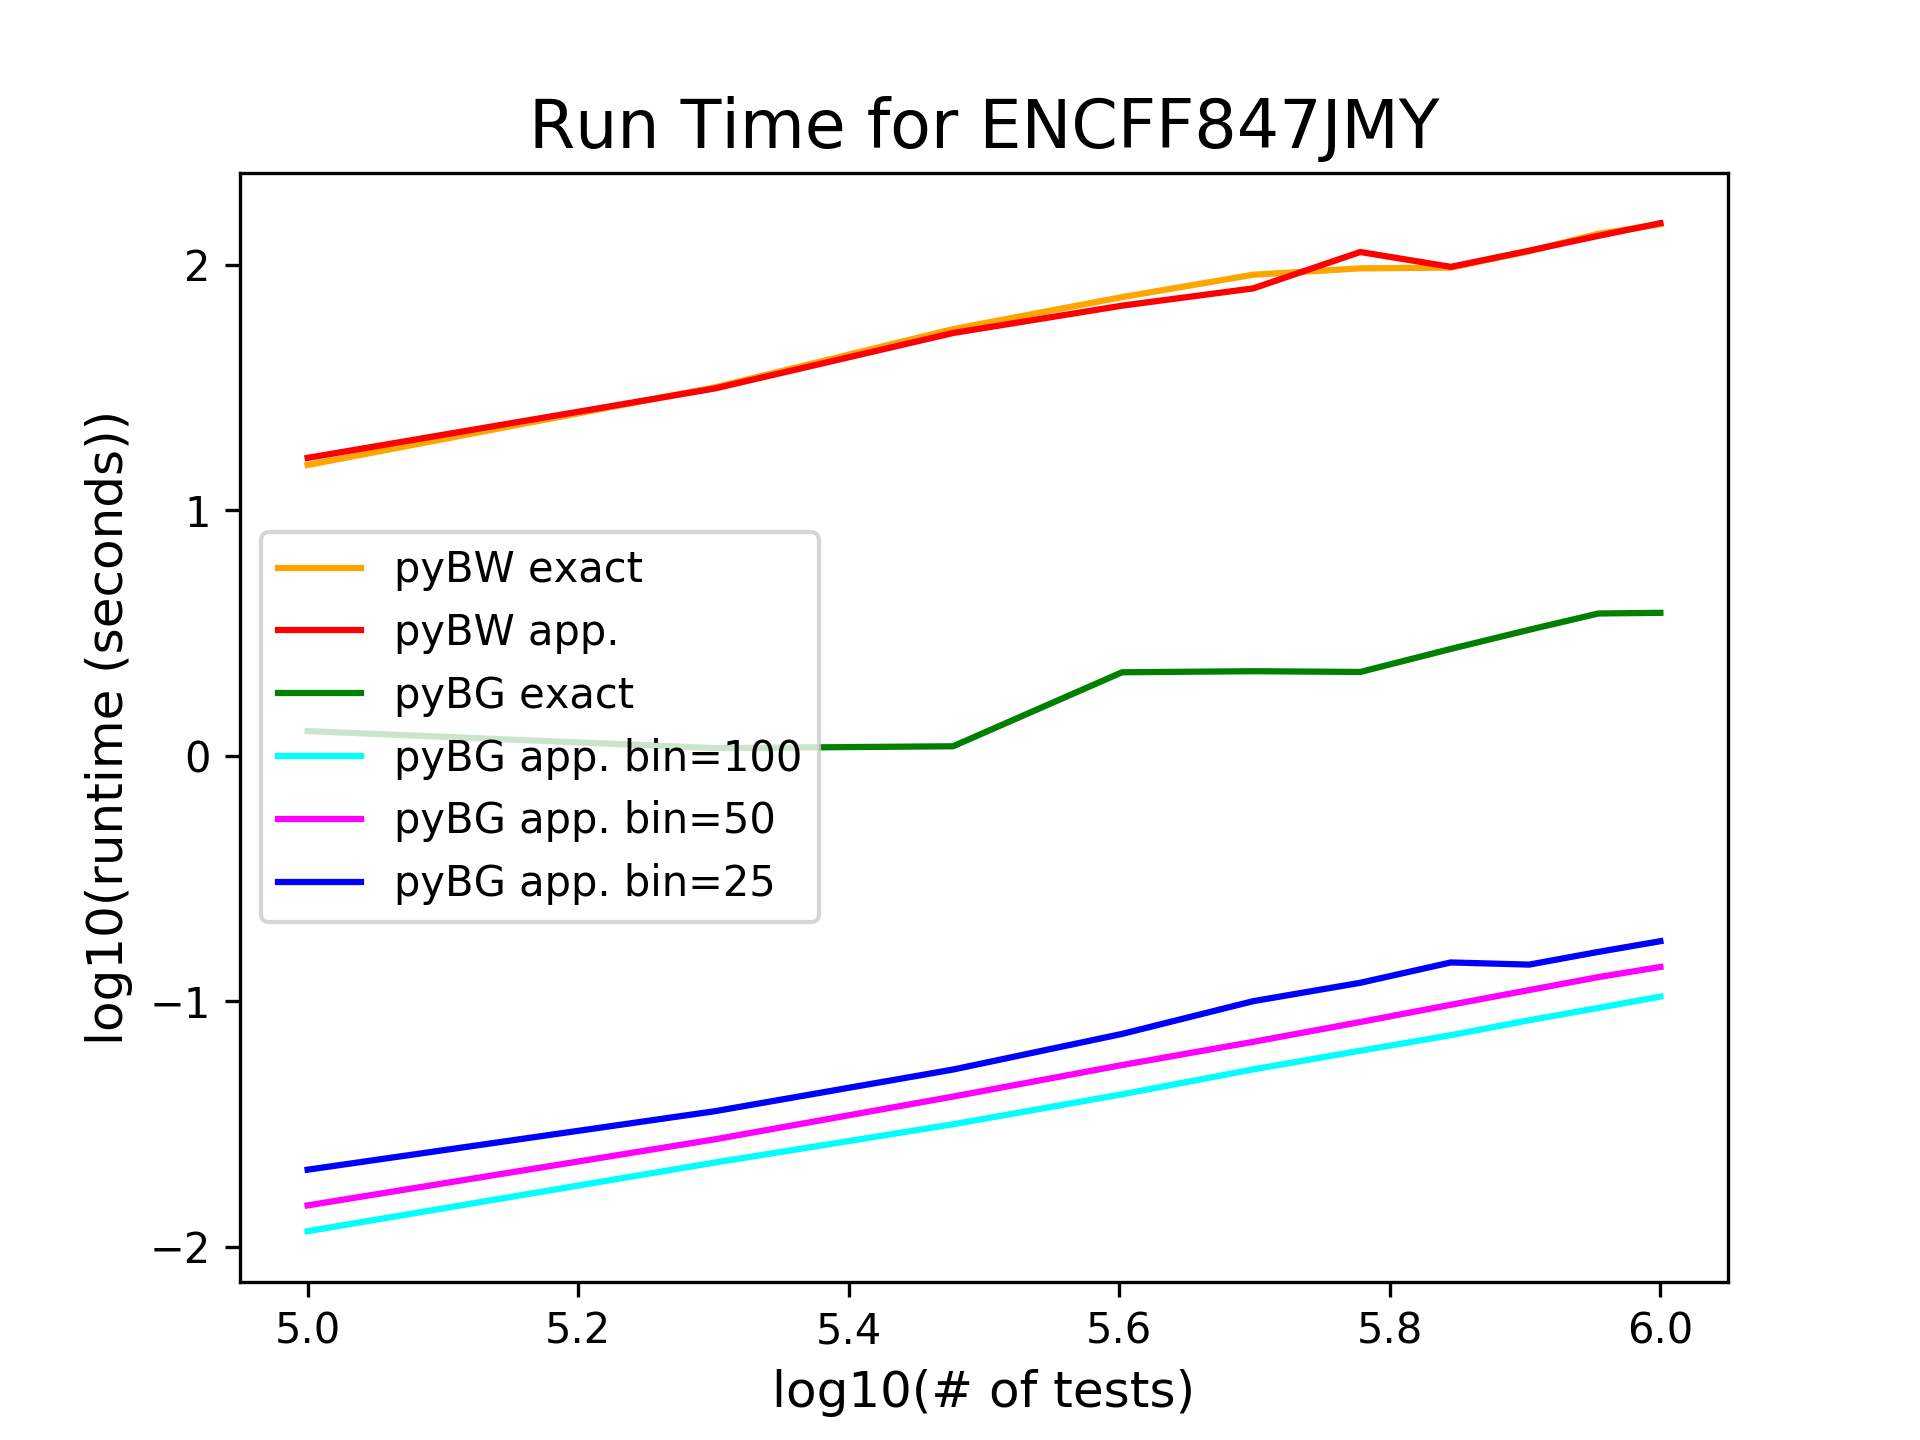 Run Time for ENCFF847JMY
log10(runtime (seconds))
2
1
0
−1
−2
pyBW exact
pyBW app.
pyBG exact
pyBG app. bin=100
pyBG app. bin=50
pyBG app. bin=25
5.0 5.2 5.4 5.6 5.8 6.0
log10(# of tests)